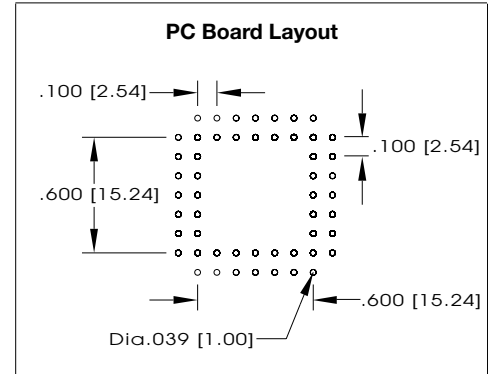 PC Board Layout
.100 [2.54]
.100 [2.54]
.600 [15.24]
.600 [15.24]
Dia.039 [1.00]